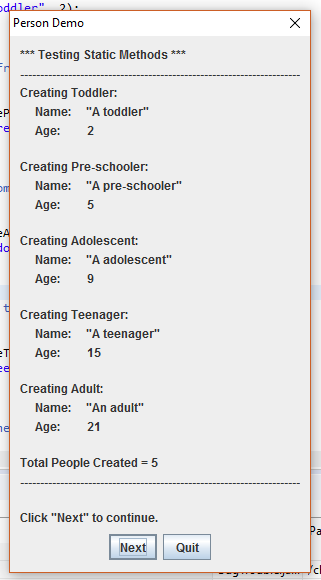 oddler", 2);
Person Demo
*** Testing Static Methods ***
Creating Toddler:
Name: "A toddler"
Age: 2
Creating Pre-schooler:
Name: "A pre-schooler"
Age: 5
Creating Adolescent:
Name: "A adolescent"
Age: 9
Creating Teenager:
Name: "A teenager"
Age: 15
Creating Adult:
Name: "An adult"
Age: 21
Total People Created = 5
Click "Next" to continue.
Next Quit